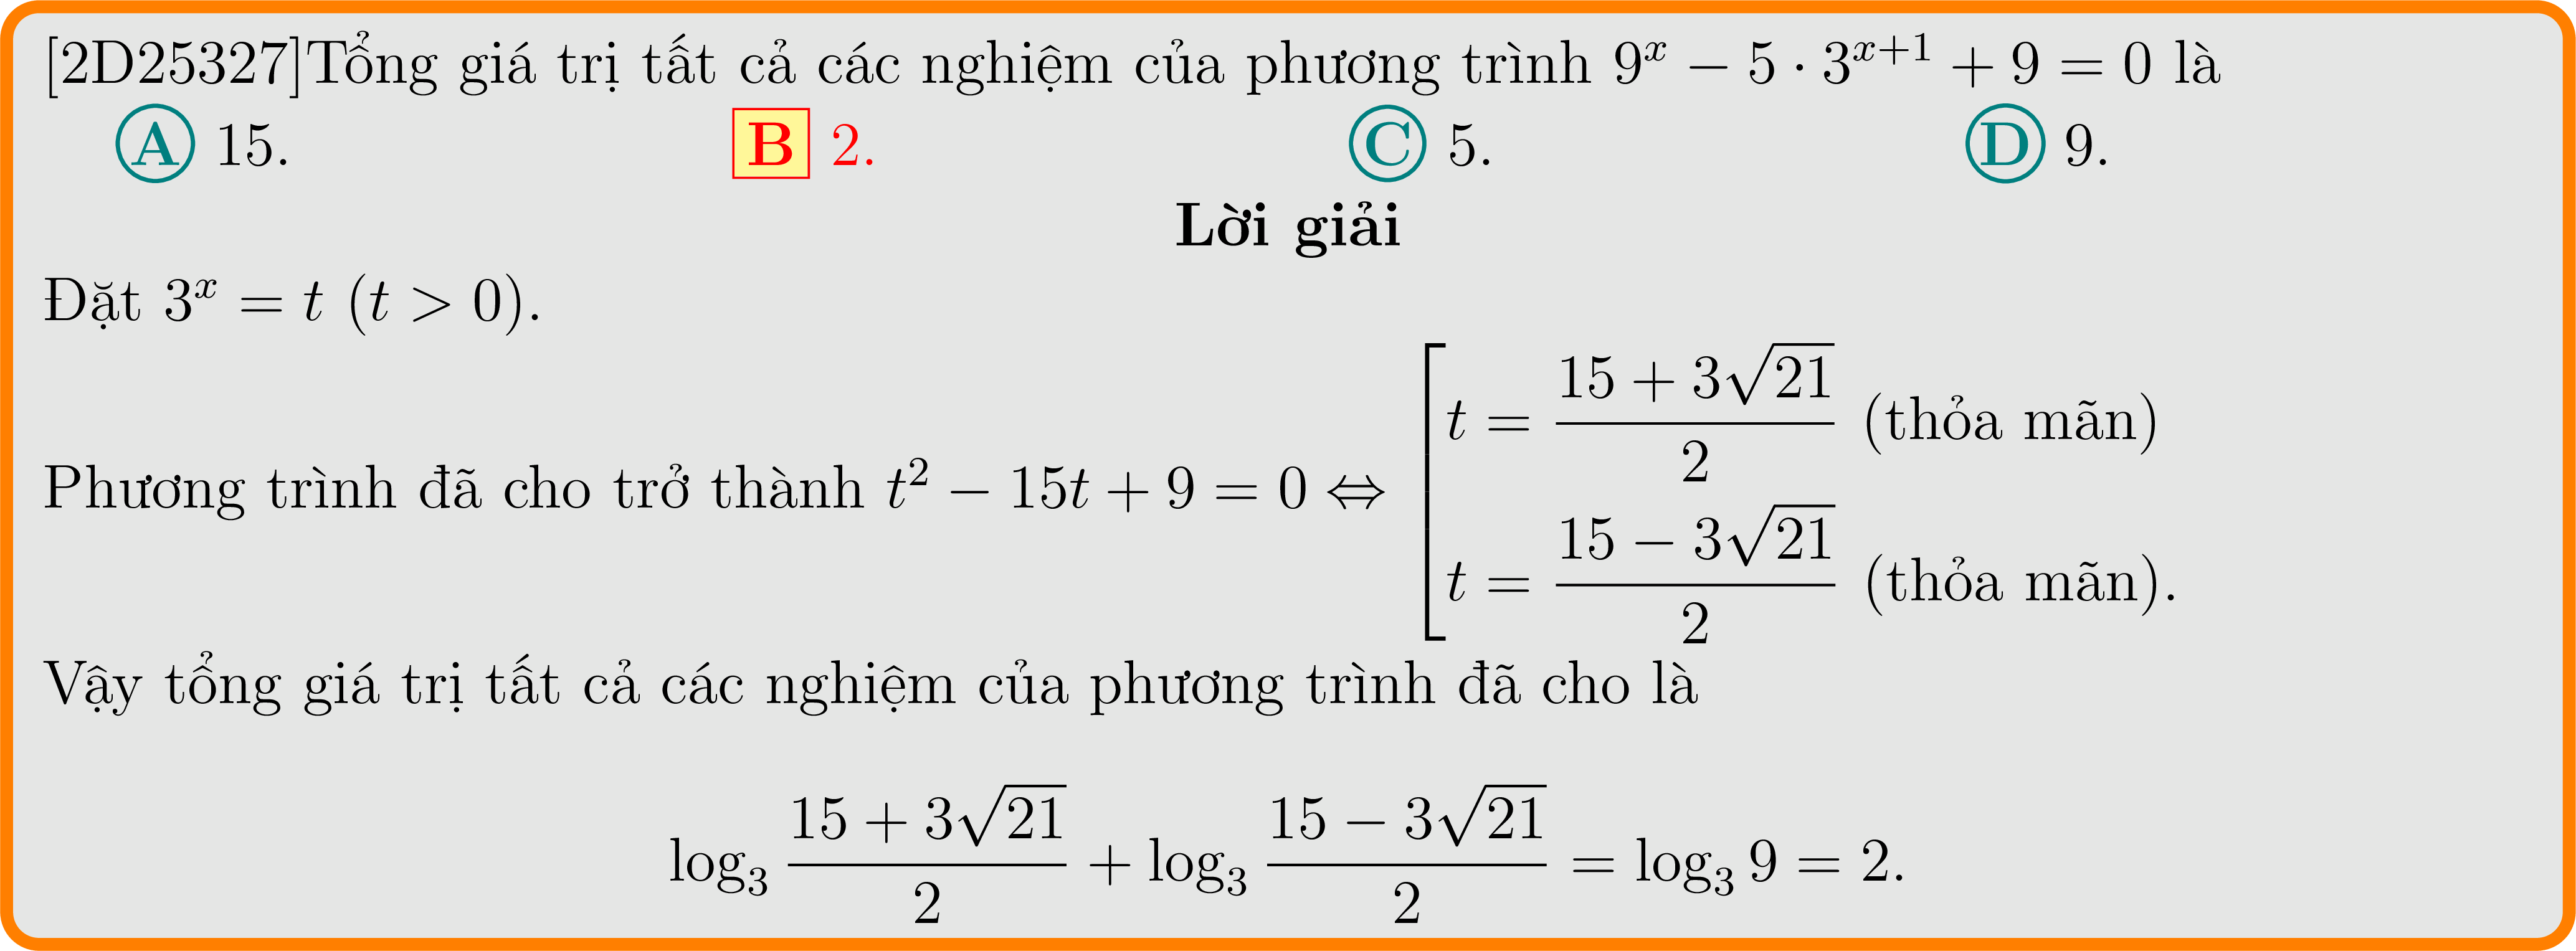 [2D25327]Tổng giá trị tất cả các nghiệm của phương trình $9^x - 5 \cdot 3^{x+1} + 9 = 0$ là
A 15. B 2. C 5. D 9.
Lời giải
Đặt $3^x = t$ $(t > 0)$.
Phương trình đã cho trở thành $t^2 - 15t + 9 = 0 \Leftrightarrow \left[\begin{array}{l} t = \dfrac{15 + 3\sqrt{21}}{2} \text{ (thỏa mãn)} \\ t = \dfrac{15 - 3\sqrt{21}}{2} \text{ (thỏa mãn).} \end{array}\right.$
Vậy tổng giá trị tất cả các nghiệm của phương trình đã cho là
$\log_3 \dfrac{15 + 3\sqrt{21}}{2} + \log_3 \dfrac{15 - 3\sqrt{21}}{2} = \log_3 9 = 2.$